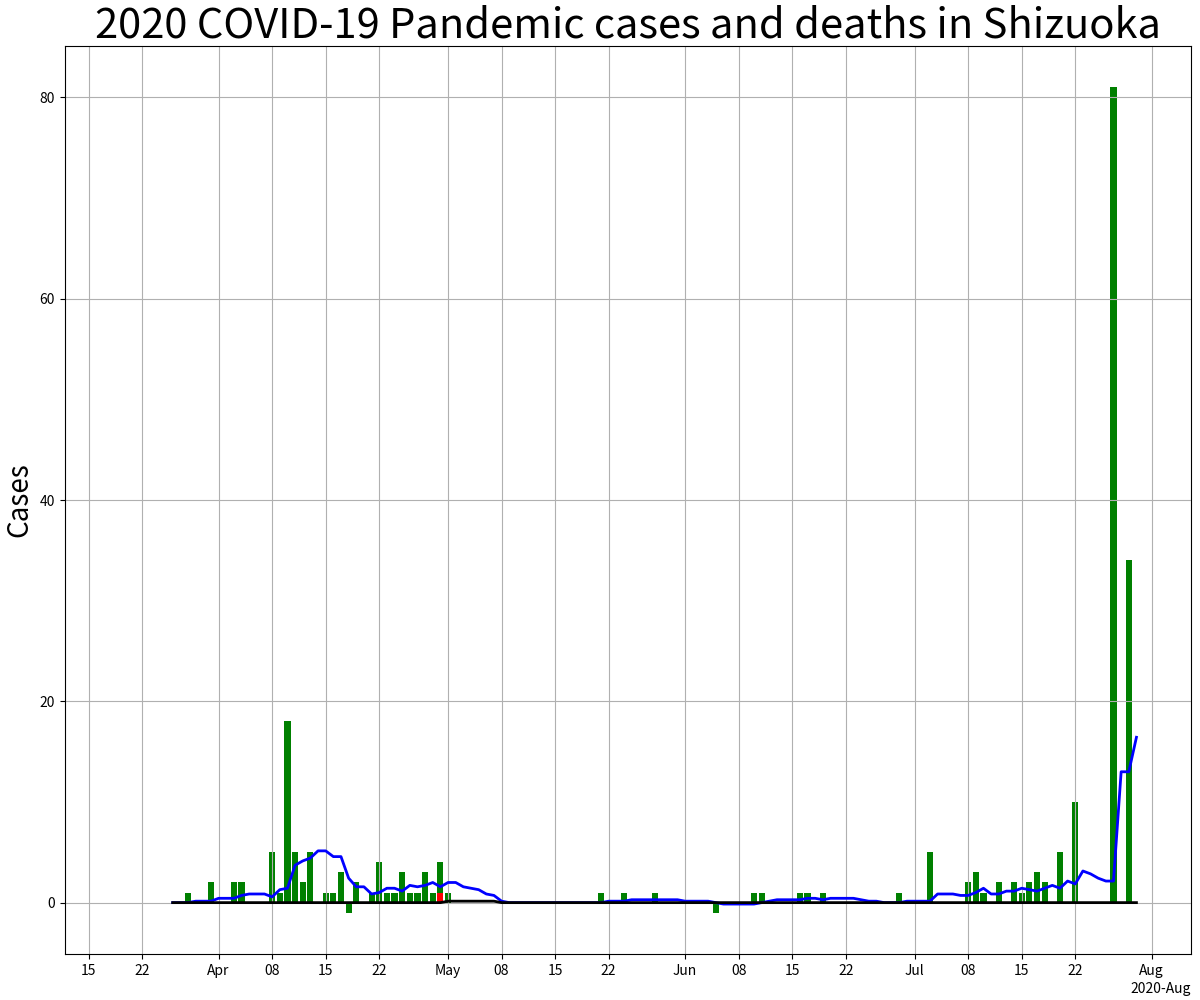 2020 COVID-19 Pandemic cases and deaths in Shizuoka
Cases
80
60
40
20
0
15 22 Apr 08 15 22 May 08 15 22 Jun 08 15 22 Jul 08 15 22 Aug
2020-Aug